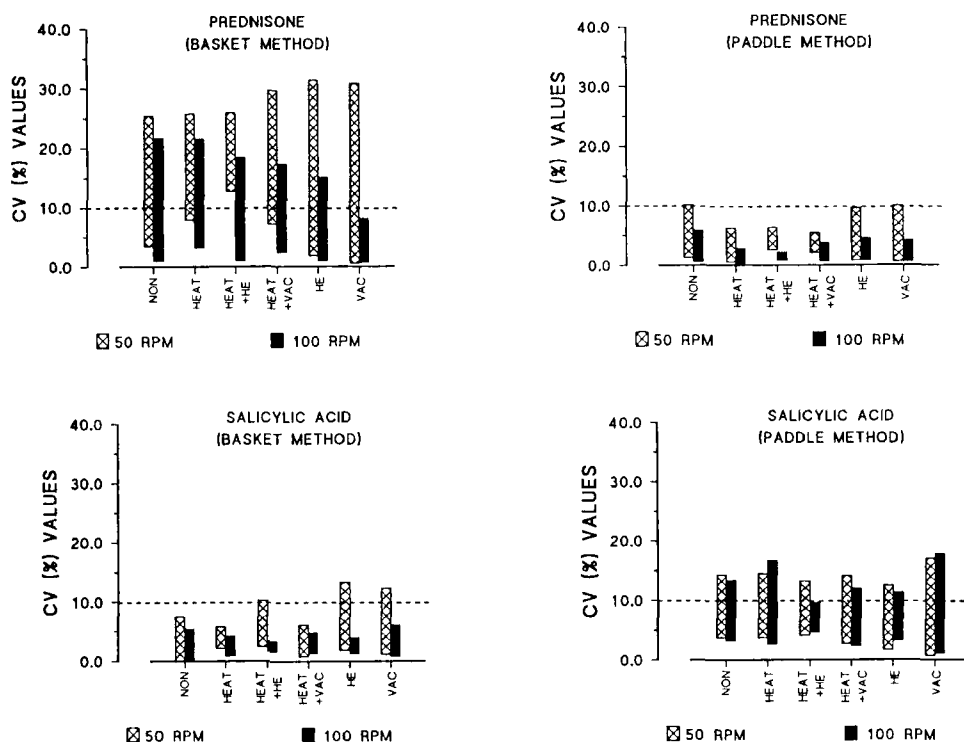 PREDNISONE
(BASKET METHOD)
CV (%) VALUES
40.0
30.0
20.0
10.0
0.0
NON
HEAT
HEAT
+HE
HEAT
+VAC
HE
VAC
50 RPM
100 RPM
PREDNISONE
(PADDLE METHOD)
CV (%) VALUES
40.0
30.0
20.0
10.0
0.0
NON
HEAT
HEAT
+HE
HEAT
+VAC
HE
VAC
50 RPM
100 RPM
SALICYLIC ACID
(BASKET METHOD)
CV (%) VALUES
40.0
30.0
20.0
10.0
0.0
NON
HEAT
HEAT
+HE
HEAT
+VAC
HE
VAC
50 RPM
100 RPM
SALICYLIC ACID
(PADDLE METHOD)
CV (%) VALUES
40.0
30.0
20.0
10.0
0.0
NON
HEAT
HEAT
+HE
HEAT
+VAC
HE
VAC
50 RPM
100 RPM